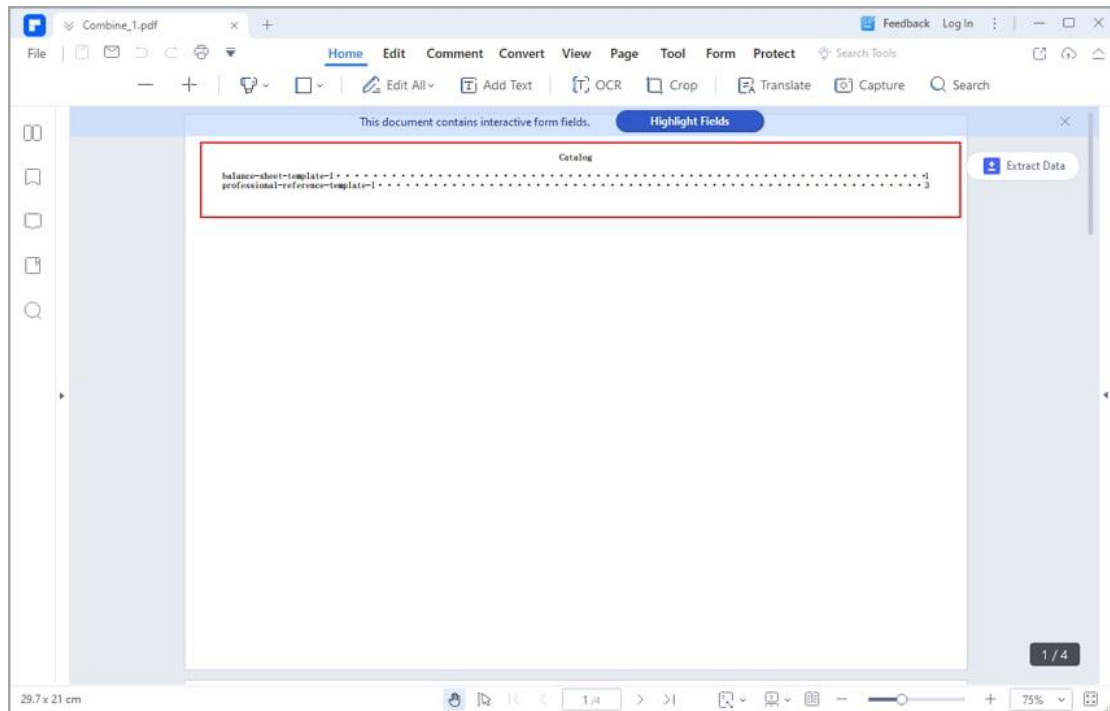 Combine_1.pdf
Feedback Log In
File
Home Edit Comment Convert View Page Tool Form Protect Search Tools
Edit All Add Text OCR Crop Translate Capture Search
This document contains interactive form fields. Highlight Fields
Catalog
Extract Data
balance-sheet-template-1 ································································ 1
professional-reference-template-1 ························································ 3
1 / 4
29.7 x 21 cm
1 /4
75%